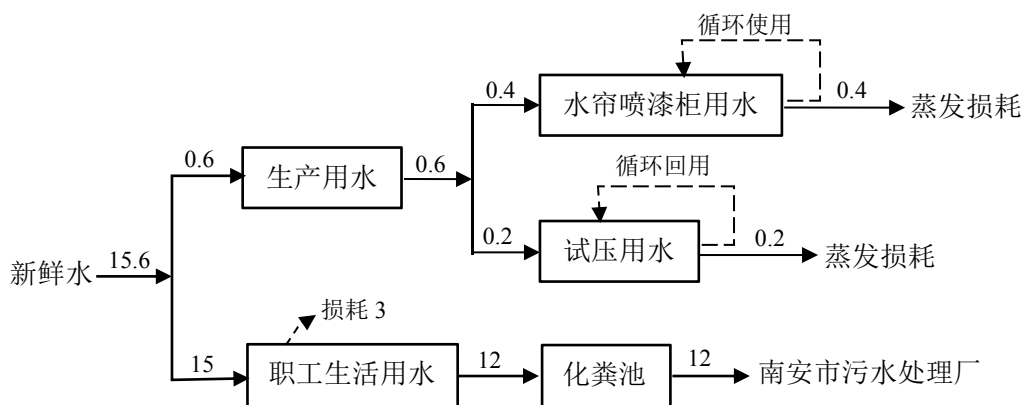 循环使用
0.4
水帘喷漆柜用水
0.4
蒸发损耗
0.6
生产用水
0.6
循环回用
0.2
试压用水
0.2
蒸发损耗
新鲜水
15.6
损耗 3
15
职工生活用水
12
化粪池
12
南安市污水处理厂